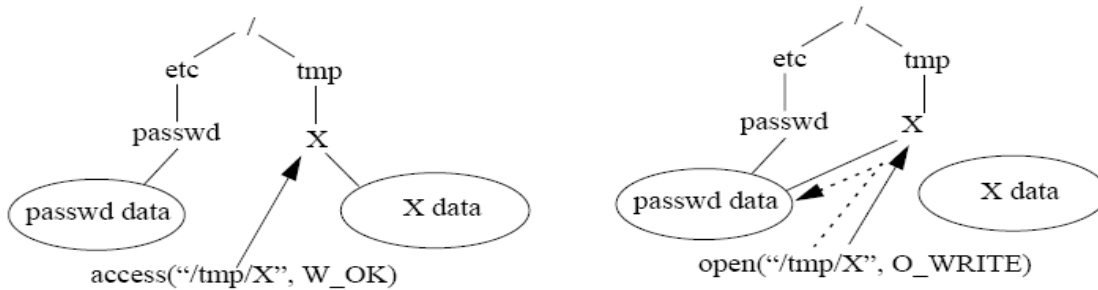 /
etc tmp
passwd
X
passwd data
X data
access(“/tmp/X”, W_OK)
/
etc tmp
passwd
X
passwd data
X data
open(“/tmp/X”, O_WRITE)